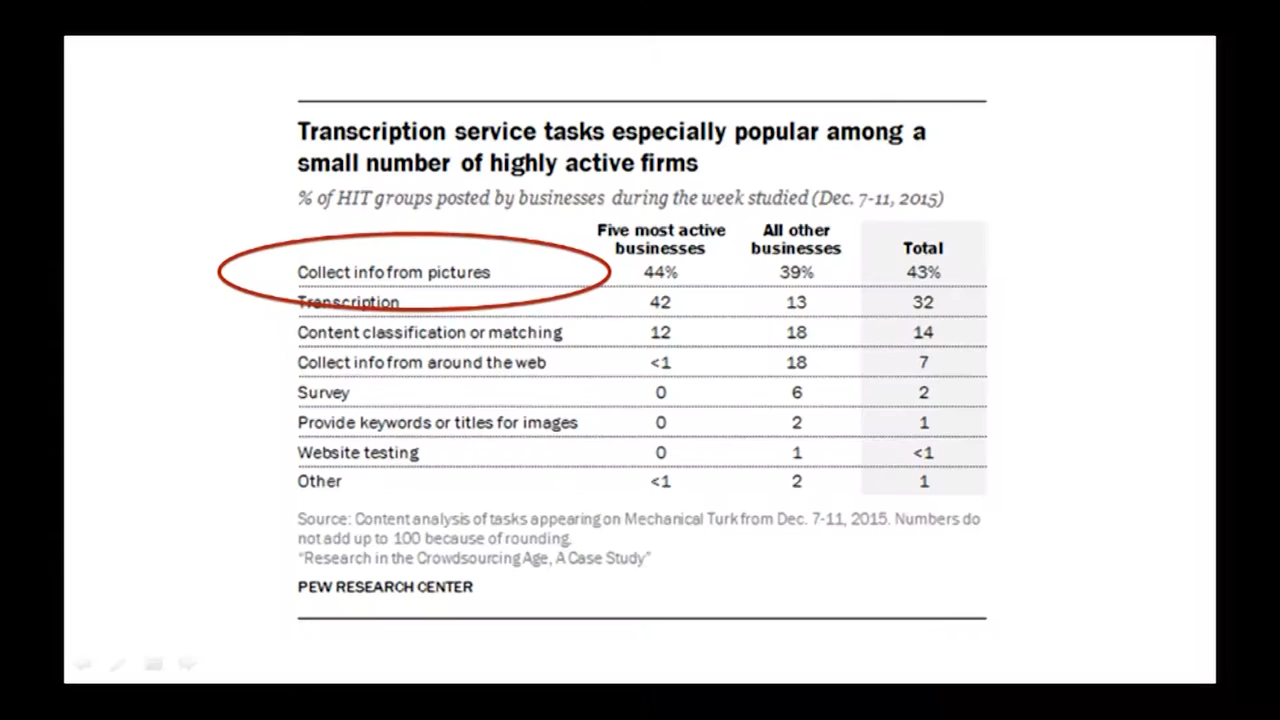 Transcription service tasks especially popular among a
small number of highly active firms
% of HIT groups posted by businesses during the week studied (Dec. 7-11, 2015)
Five most active businesses All other businesses Total
Collect info from pictures 44% 39% 43%
Transcription 42 13 32
Content classification or matching 12 18 14
Collect info from around the web <1 18 7
Survey 0 6 2
Provide keywords or titles for images 0 2 1
Website testing 0 1 <1
Other <1 2 1
Source: Content analysis of tasks appearing on Mechanical Turk from Dec. 7-11, 2015. Numbers do
not add up to 100 because of rounding.
“Research in the Crowdsourcing Age, A Case Study”
PEW RESEARCH CENTER